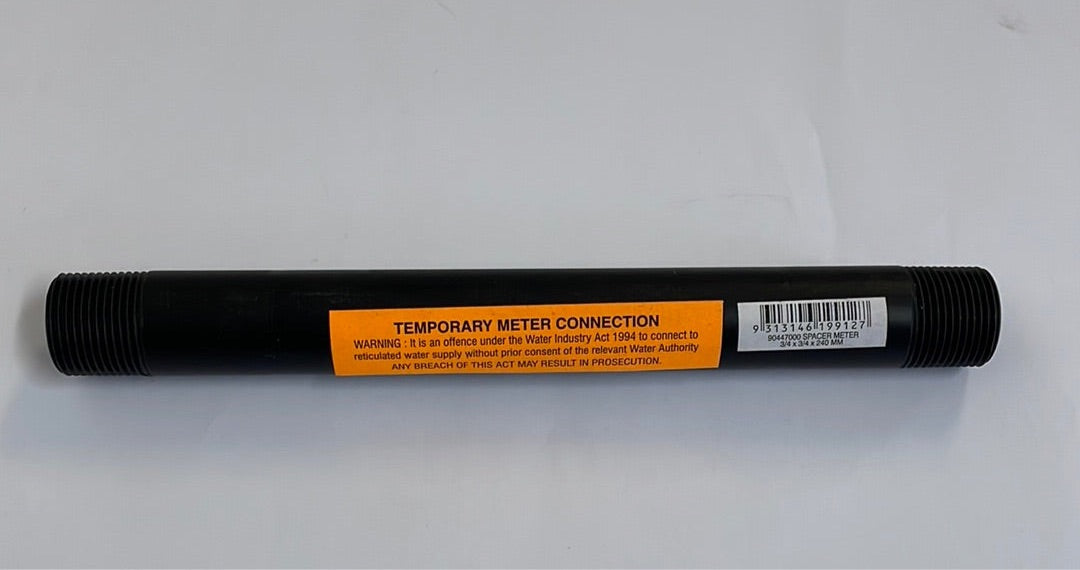 TEMPORARY METER CONNECTION
WARNING : It is an offence under the Water Industry Act 1994 to connect to
reticulated water supply without prior consent of the relevant Water Authority
ANY BREACH OF THIS ACT MAY RESULT IN PROSECUTION.
9 313146 199127
90447000 SPACER METER
3/4 x 3/4 x 240 MM